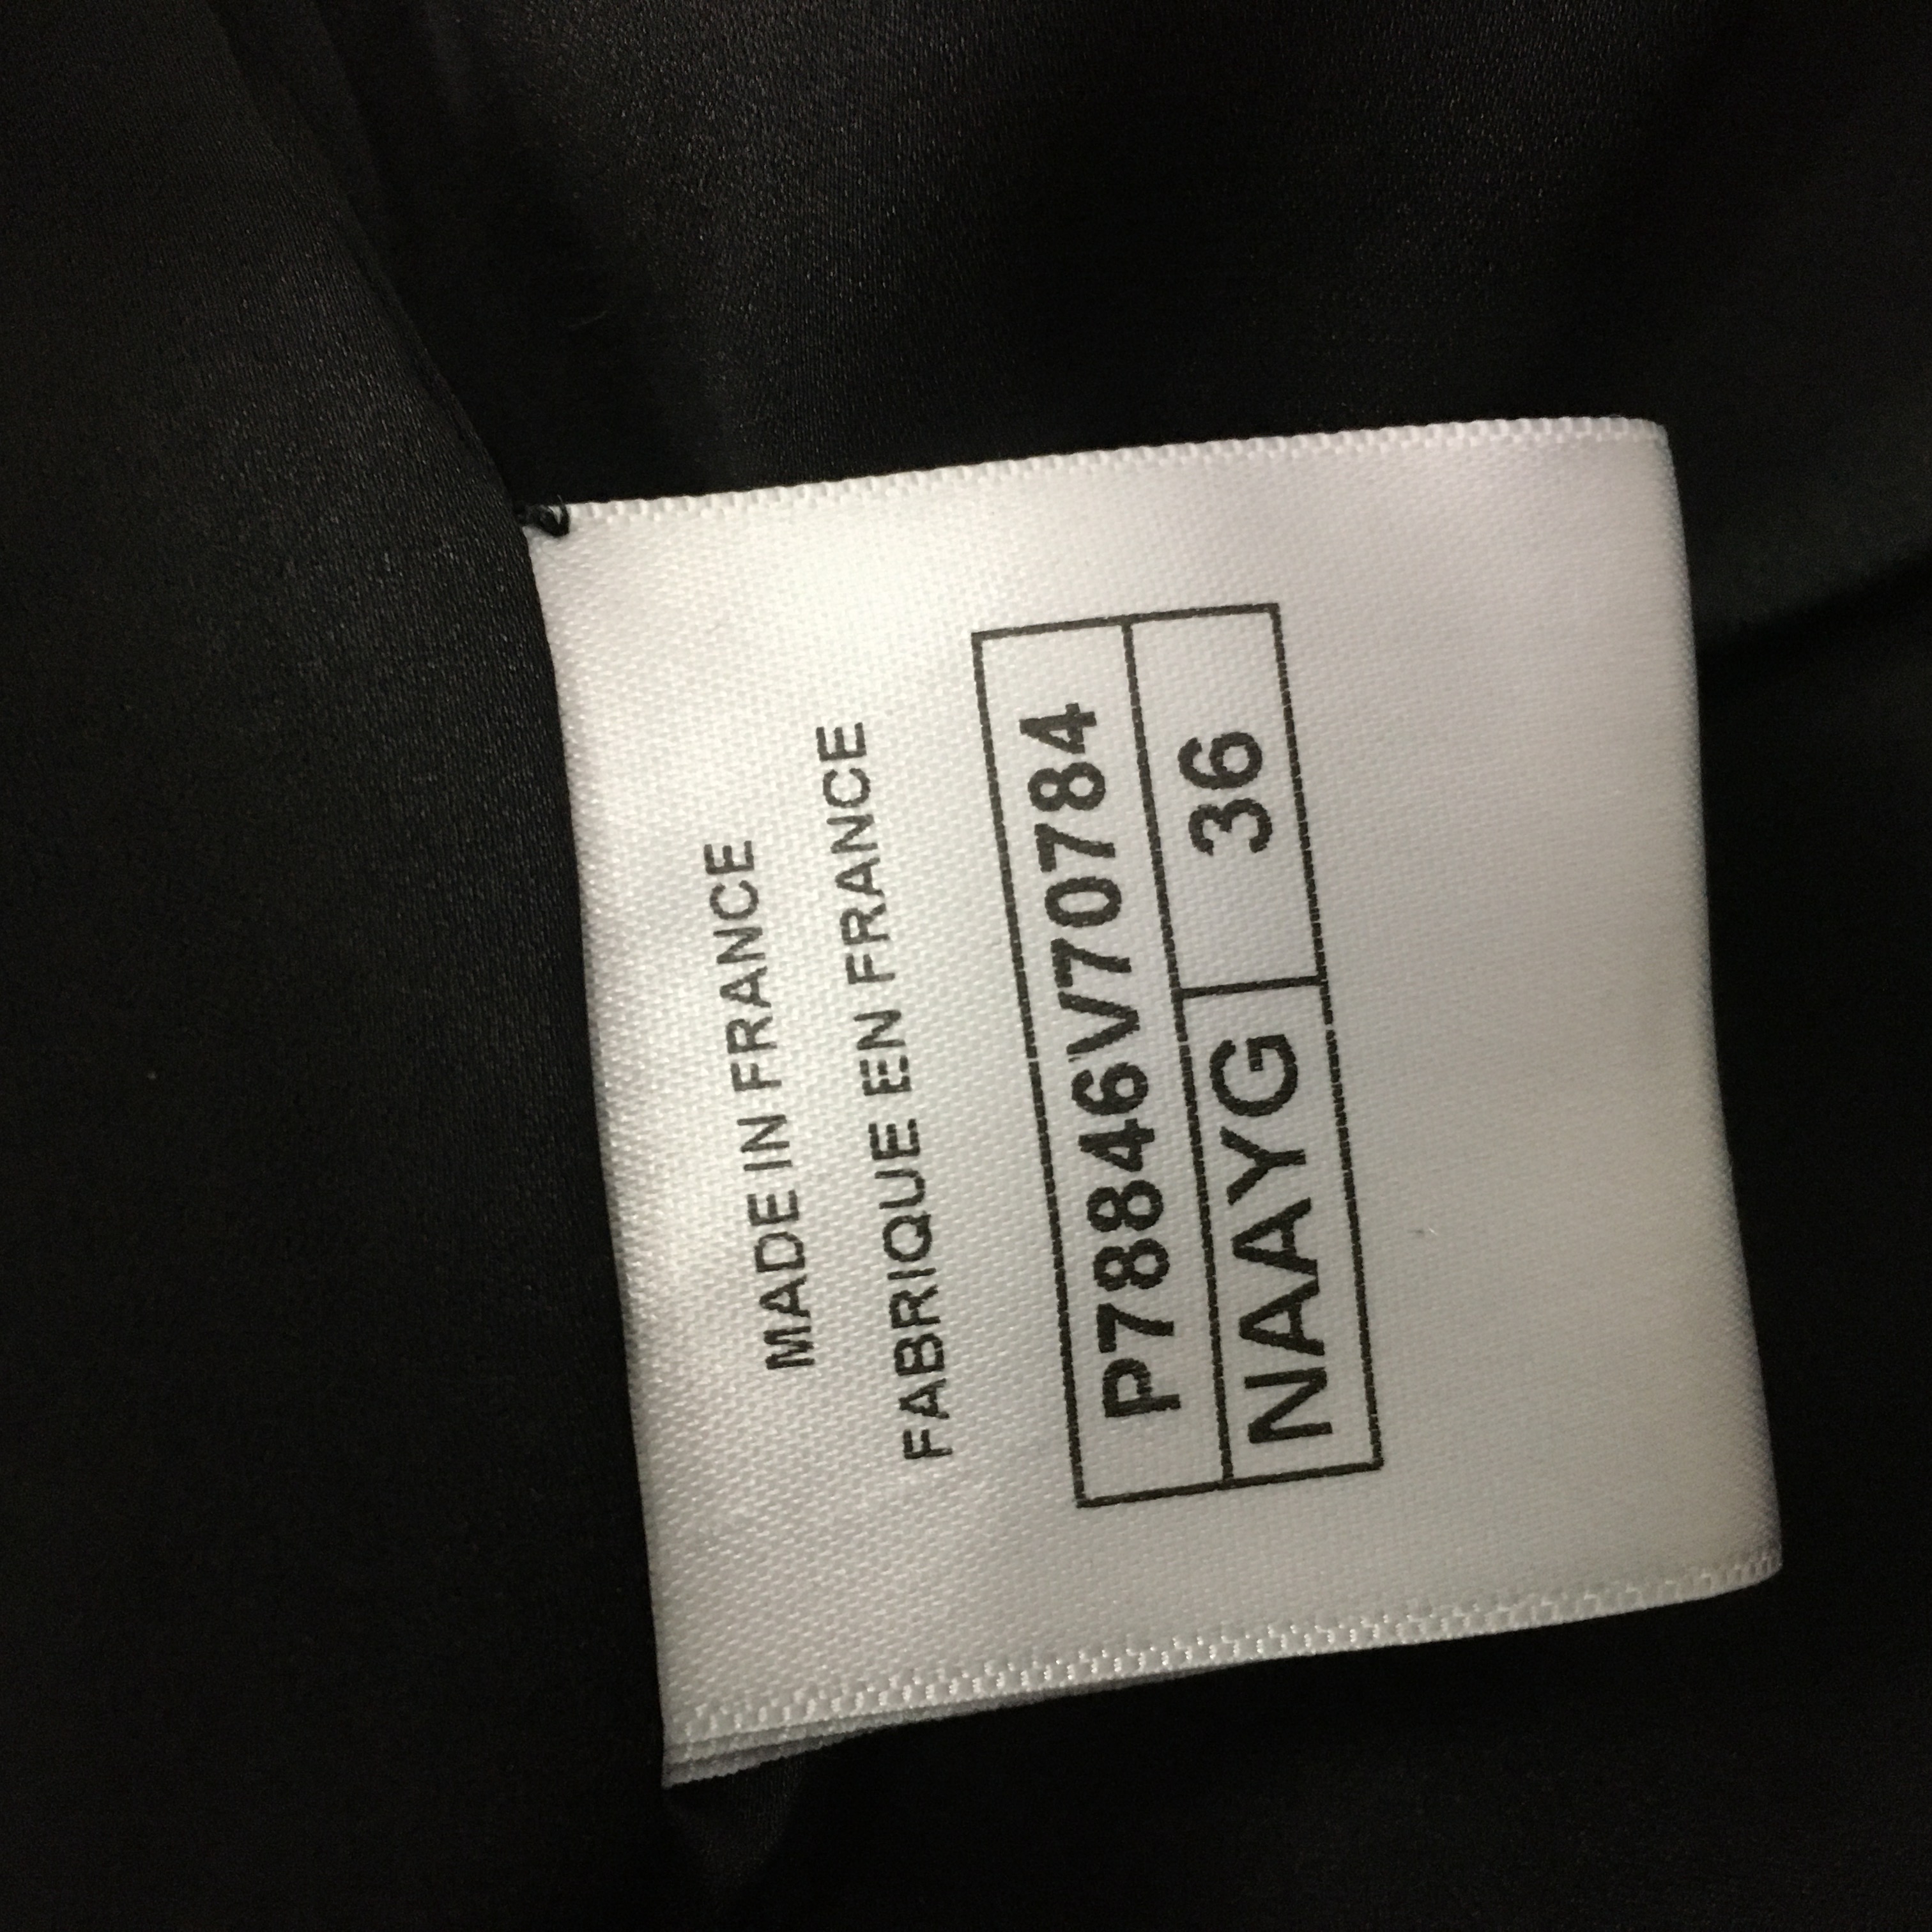 MADE IN FRANCE
FABRIQUE EN FRANCE
P78846V70784
NAAYG 36